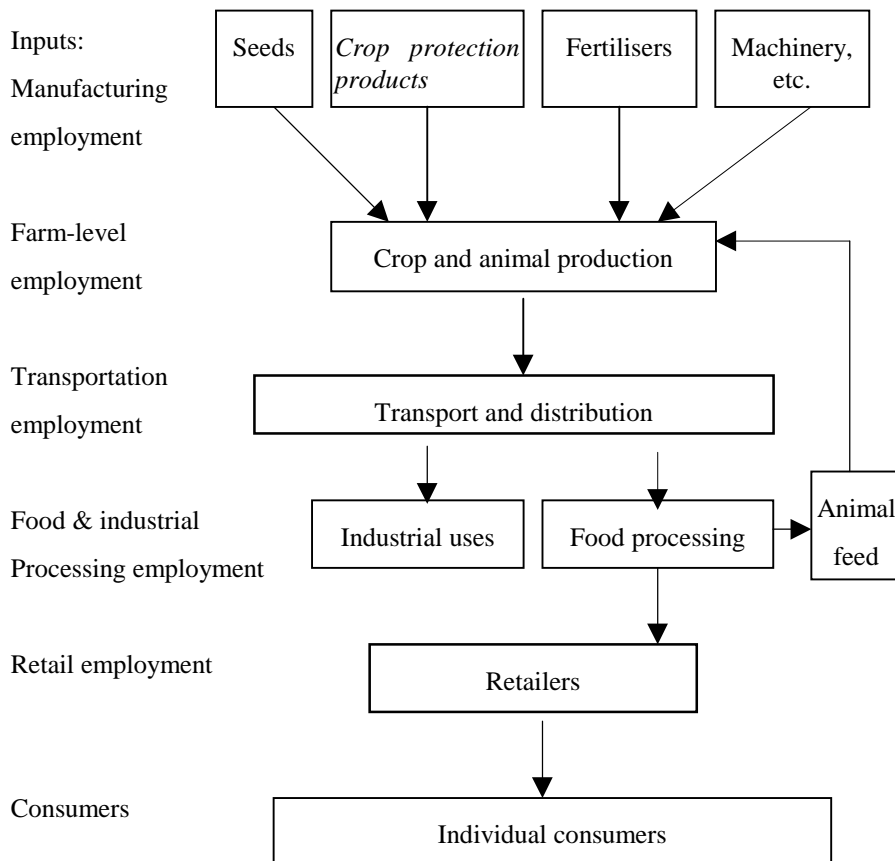 Inputs:
Manufacturing
employment
Seeds
Crop protection
products
Fertilisers
Machinery,
etc.
Farm-level
employment
Crop and animal production
Transportation
employment
Transport and distribution
Food & industrial
Processing employment
Industrial uses
Food processing
Animal
feed
Retail employment
Retailers
Consumers
Individual consumers